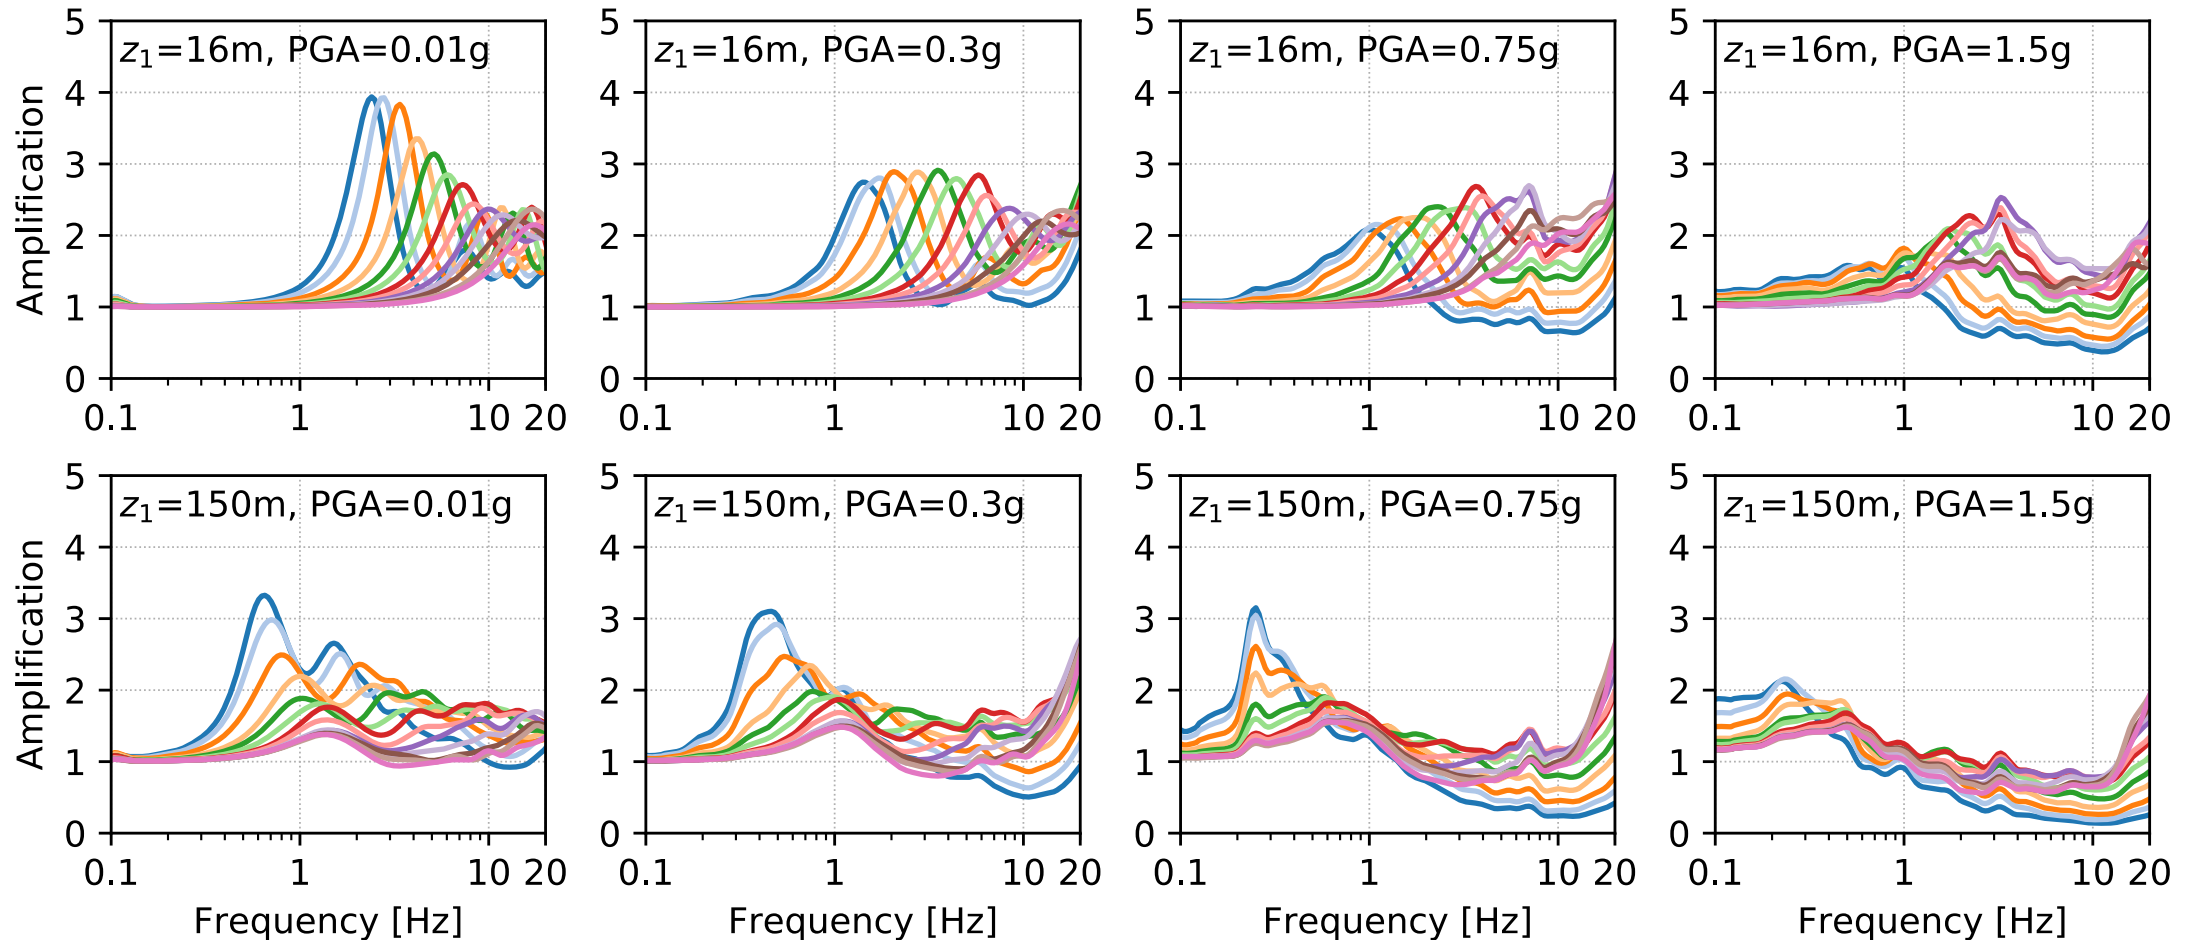 z1=16m, PGA=0.01g
z1=16m, PGA=0.3g
z1=16m, PGA=0.75g
z1=16m, PGA=1.5g
Amplification
5
4
3
2
1
0
0.1 1 10 20
5
4
3
2
1
0
0.1 1 10 20
5
4
3
2
1
0
0.1 1 10 20
5
4
3
2
1
0
0.1 1 10 20
z1=150m, PGA=0.01g
z1=150m, PGA=0.3g
z1=150m, PGA=0.75g
z1=150m, PGA=1.5g
Amplification
5
4
3
2
1
0
0.1 1 10 20
Frequency [Hz]
5
4
3
2
1
0
0.1 1 10 20
Frequency [Hz]
5
4
3
2
1
0
0.1 1 10 20
Frequency [Hz]
5
4
3
2
1
0
0.1 1 10 20
Frequency [Hz]